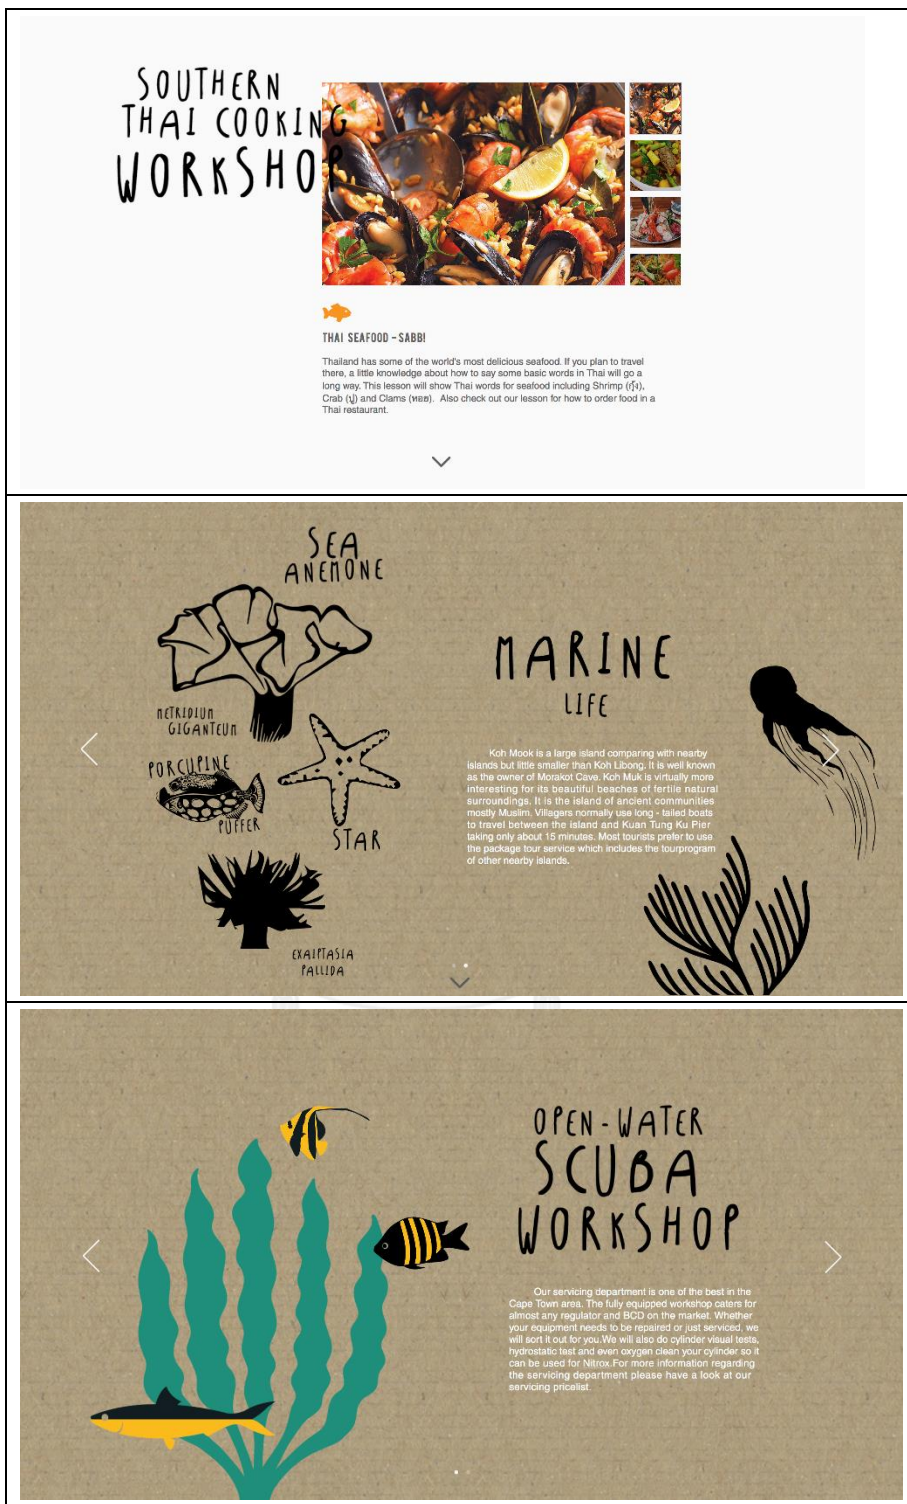 SOUTHERN
THAI COOKING
WORKSHOP
THAI SEAFOOD - SABB!
Thailand has some of the world's most delicious seafood. If you plan to travel
there, a little knowledge about how to say some basic words in Thai will go a
long way. This lesson will show Thai words for seafood including Shrimp (กุ้ง),
Crab (ปู) and Clams (หอย).  Also check out our lesson for how to order food in a
Thai restaurant.
SEA
ANEMONE
METRIDIUM
GIGANTEUM
PORCUPINE
PUFFER
STAR
EXAIPTASIA
PALLIDA
MARINE
LIFE
Koh Mook is a large island comparing with nearby
islands but little smaller than Koh Libong. It is well known
as the owner of Morakot Cave. Koh Muk is virtually more
interesting for its beautiful beaches of fertile natural
surroundings. It is the island of ancient communities
mostly Muslim. Villagers normally use long - tailed boats
to travel between the island and Kuan Tung Ku Pier
taking only about 15 minutes. Most tourists prefer to use
the package tour service which includes the tourprogram
of other nearby islands.
OPEN-WATER
SCUBA
WORKSHOP
Our servicing department is one of the best in the
Cape Town area. The fully equipped workshop caters for
almost any regulator and BCD on the market. Whether
your equipment needs to be repaired or just serviced, we
will sort it out for you.We will also do cylinder visual tests,
hydrostatic test and even oxygen clean your cylinder so it
can be used for Nitrox.For more information regarding
the servicing department please have a look at our
servicing pricelist.